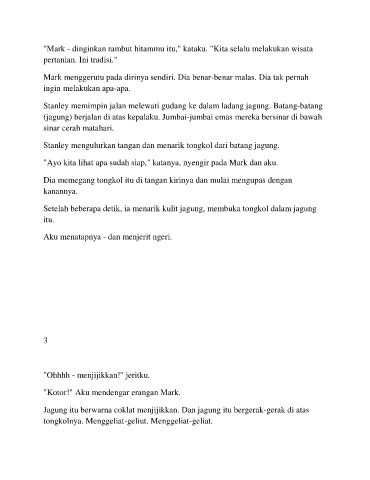 "Mark - dinginkan rambut hitammu itu," kataku. "Kita selalu melakukan wisata
pertanian. Ini tradisi."
Mark menggerutu pada dirinya sendiri. Dia benar-benar malas. Dia tak pernah
ingin melakukan apa-apa.
Stanley memimpin jalan melewati gudang ke dalam ladang jagung. Batang-batang
(jagung) berjalan di atas kepalaku. Jumbai-jumbai emas mereka bersinar di bawah
sinar cerah matahari.
Stanley mengulurkan tangan dan menarik tongkol dari batang jagung.
"Ayo kita lihat apa sudah siap," katanya, nyengir pada Mark dan aku.
Dia memegang tongkol itu di tangan kirinya dan mulai mengupas dengan
kanannya.
Setelah beberapa detik, ia menarik kulit jagung, membuka tongkol dalam jagung
itu.
Aku menatapnya - dan menjerit ngeri.
3
"Ohhhh - menjijikkan!" jeritku.
"Kotor!" Aku mendengar erangan Mark.
Jagung itu berwarna coklat menjijikan. Dan jagung itu bergerak-gerak di atas
tongkolnya. Menggeliat-geliut. Menggeliat-geliat.